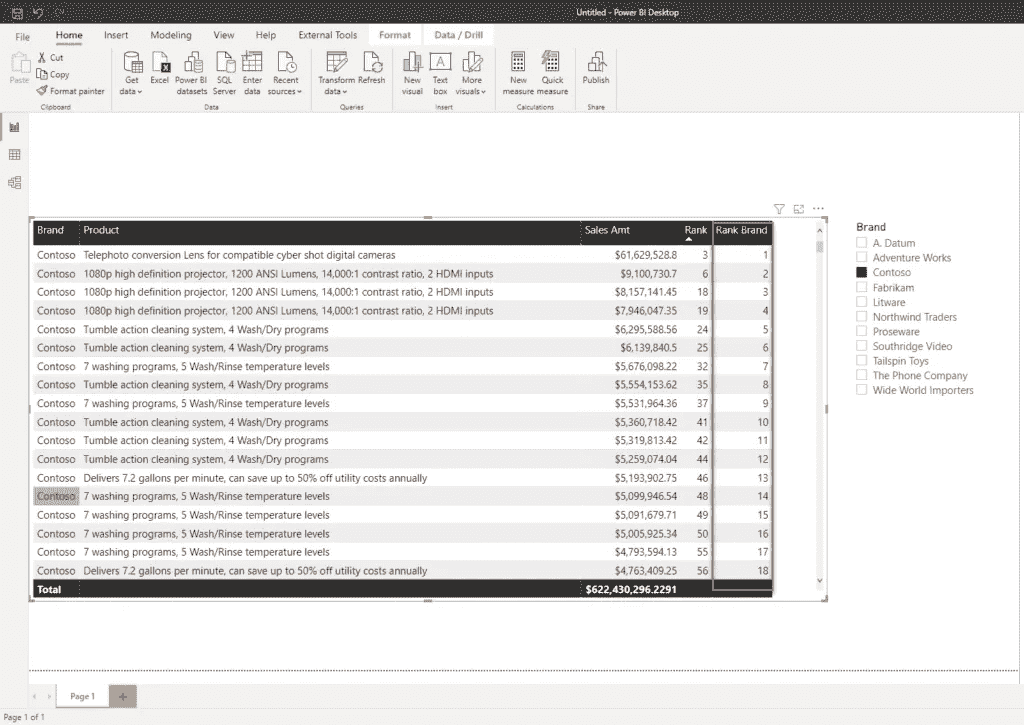 Untitled - Power BI Desktop
File Home Insert Modeling View Help External Tools Format Data / Drill
Paste Cut Copy Format painter
Get data Excel Power BI datasets SQL Server Enter data Recent sources
Transform data Refresh
New visual Text box More visuals
New measure Quick measure
Publish
Clipboard Data Queries Insert Calculations Share
Brand Product Sales Amt Rank Rank Brand
Contoso Telephoto conversion Lens for compatible cyber shot digital cameras $61,629,528.8 3 1
Contoso 1080p high definition projector, 1200 ANSI Lumens, 14,000:1 contrast ratio, 2 HDMI inputs $9,100,730.7 6 2
Contoso 1080p high definition projector, 1200 ANSI Lumens, 14,000:1 contrast ratio, 2 HDMI inputs $8,157,141.45 18 3
Contoso 1080p high definition projector, 1200 ANSI Lumens, 14,000:1 contrast ratio, 2 HDMI inputs $7,946,047.35 19 4
Contoso Tumble action cleaning system, 4 Wash/Dry programs $6,295,588.56 24 5
Contoso Tumble action cleaning system, 4 Wash/Dry programs $6,139,840.5 25 6
Contoso 7 washing programs, 5 Wash/Rinse temperature levels $5,676,098.22 32 7
Contoso Tumble action cleaning system, 4 Wash/Dry programs $5,554,153.62 35 8
Contoso 7 washing programs, 5 Wash/Rinse temperature levels $5,531,964.36 37 9
Contoso Tumble action cleaning system, 4 Wash/Dry programs $5,360,718.42 41 10
Contoso Tumble action cleaning system, 4 Wash/Dry programs $5,319,813.42 42 11
Contoso Tumble action cleaning system, 4 Wash/Dry programs $5,259,074.04 44 12
Contoso Delivers 7.2 gallons per minute, can save up to 50% off utility costs annually $5,193,902.75 46 13
Contoso 7 washing programs, 5 Wash/Rinse temperature levels $5,099,946.54 48 14
Contoso 7 washing programs, 5 Wash/Rinse temperature levels $5,091,679.71 49 15
Contoso 7 washing programs, 5 Wash/Rinse temperature levels $5,005,925.34 50 16
Contoso 7 washing programs, 5 Wash/Rinse temperature levels $4,793,594.13 55 17
Contoso Delivers 7.2 gallons per minute, can save up to 50% off utility costs annually $4,763,409.25 56 18
Total $622,430,296.2291
Brand
A. Datum
Adventure Works
Contoso
Fabrikam
Litware
Northwind Traders
Proseware
Southridge Video
Tailspin Toys
The Phone Company
Wide World Importers
Page 1
Page 1 of 1